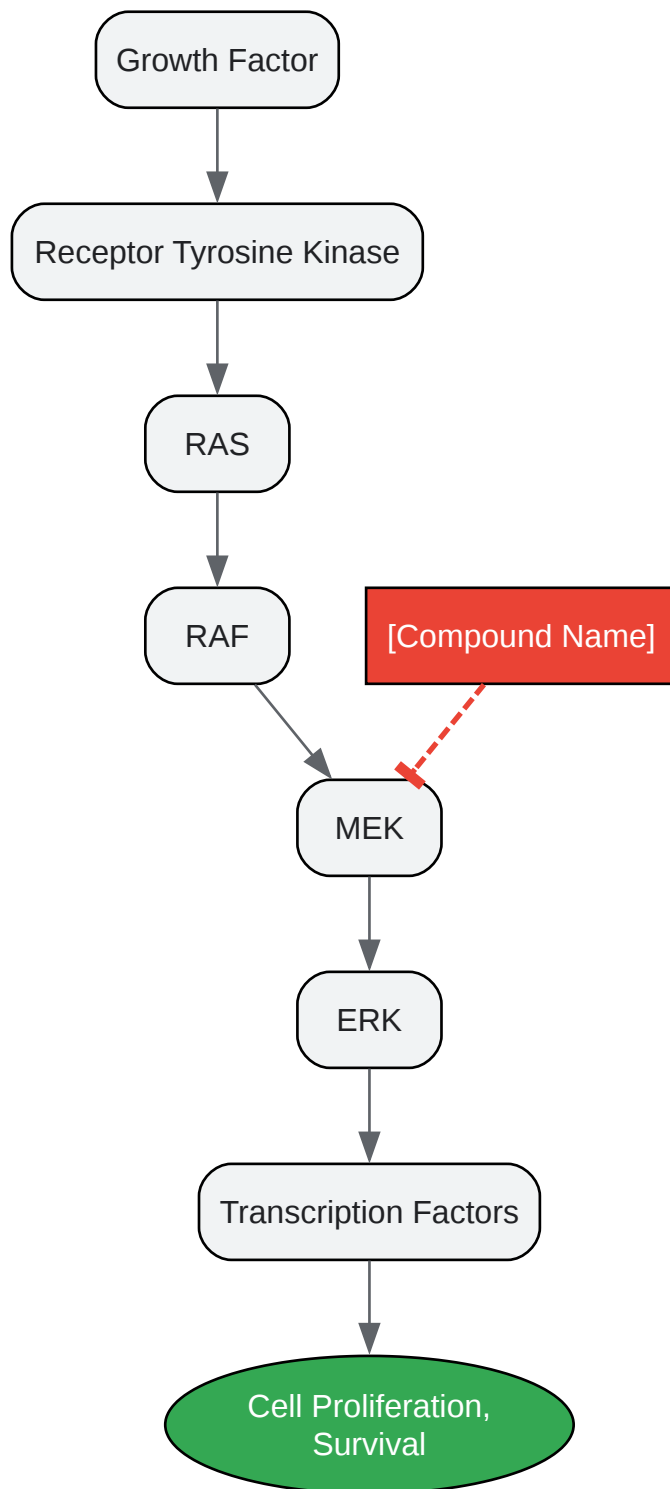 Growth Factor
Receptor Tyrosine Kinase
RAS
RAF
[Compound Name]
MEK
ERK
Transcription Factors
Cell Proliferation,
Survival